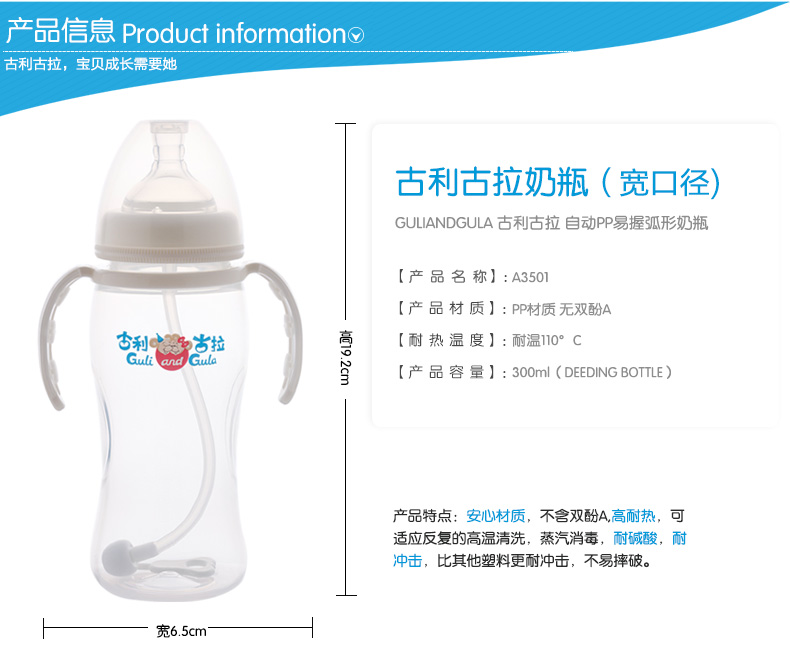 产品信息 Product information
古利古拉，宝贝成长需要她
古利 古拉
Guli and Gula
高19.2cm
宽6.5cm
古利古拉奶瓶（宽口径)
GULIANDGULA 古利古拉 自动PP易握弧形奶瓶
【产 品 名 称】: A3501
【产 品 材 质】: PP材质 无双酚A
【耐 热 温 度】: 耐温110° C
【产 品 容 量】: 300ml（DEEDING BOTTLE）
产品特点：安心材质，不含双酚A,高耐热，可
适应反复的高温清洗，蒸汽消毒，耐碱酸，耐
冲击，比其他塑料更耐冲击，不易摔破。